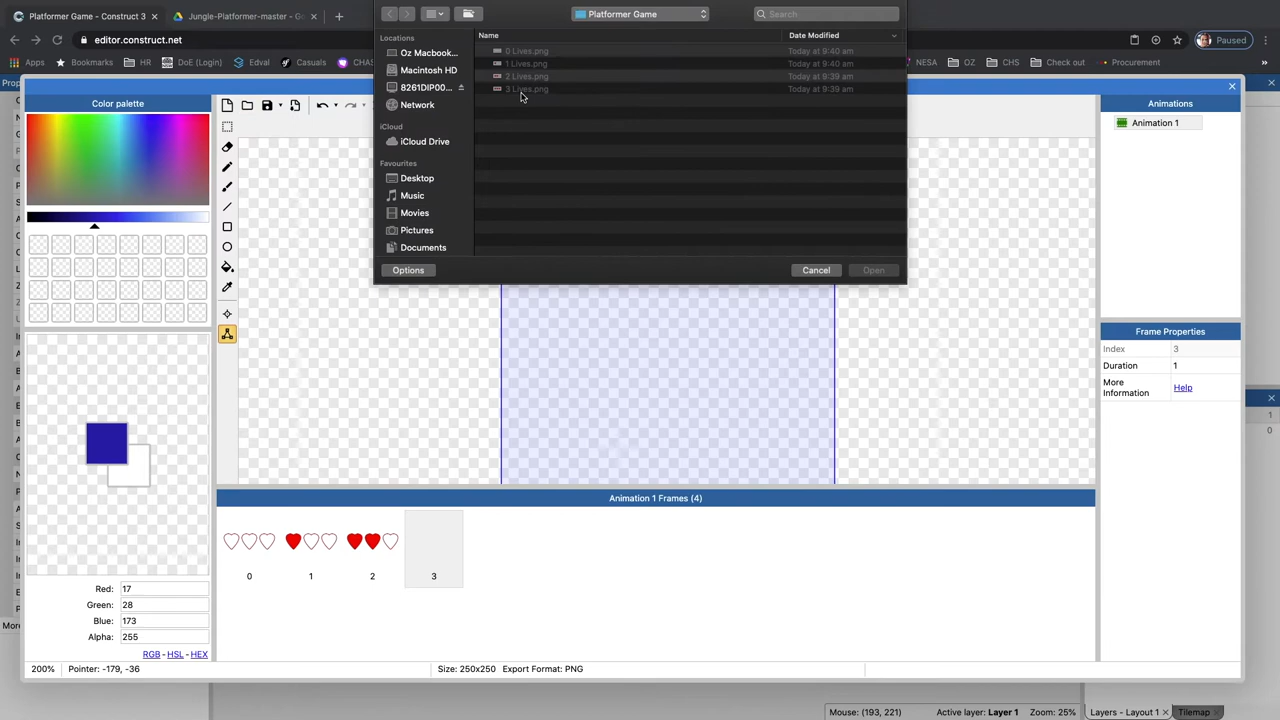 Platformer Game - Construct 3
Jungle-Platformer-master - Go
editor.construct.net
Paused
Apps
Bookmarks
HR
DoE (Login)
Edval
Casuals
NESA
OZ
CHS
Check out
Procurement
Platformer Game
Search
Locations
Oz Macbook...
Macintosh HD
8261DIP00...
Network
iCloud
iCloud Drive
Favourites
Desktop
Music
Movies
Pictures
Documents
Name
Date Modified
0 Lives.png
Today at 9:40 am
1 Lives.png
Today at 9:40 am
2 Lives.png
Today at 9:39 am
3 Lives.png
Today at 9:39 am
Options
Cancel
Open
Color palette
Animations
Animation 1
Frame Properties
Index
3
Duration
1
More Information
Help
Animation 1 Frames (4)
0
1
2
3
Red:
17
Green:
28
Blue:
173
Alpha:
255
RGB - HSL - HEX
200%
Pointer: -179, -36
Size: 250x250
Export Format: PNG
Mouse: (193, 221)
Active layer: Layer 1
Zoom: 25%
Layers - Layout 1
Tilemap